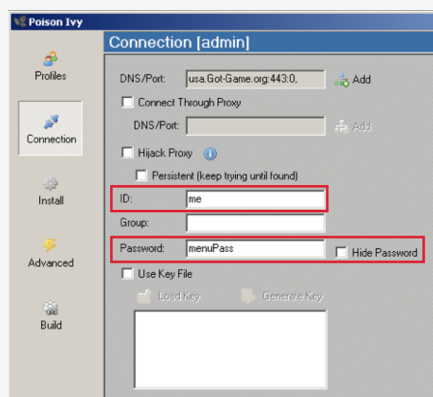 Poison Ivy
Connection [admin]
Profiles
DNS/Port: usa.Got-Game.org:443:0, Add
Connect Through Proxy
DNS/Port: Add
Connection
Hijack Proxy
Persistent (keep trying until found)
Install
ID: me
Group:
Password: menuPass Hide Password
Advanced
Use Key File
Load Key Generate Key
Build